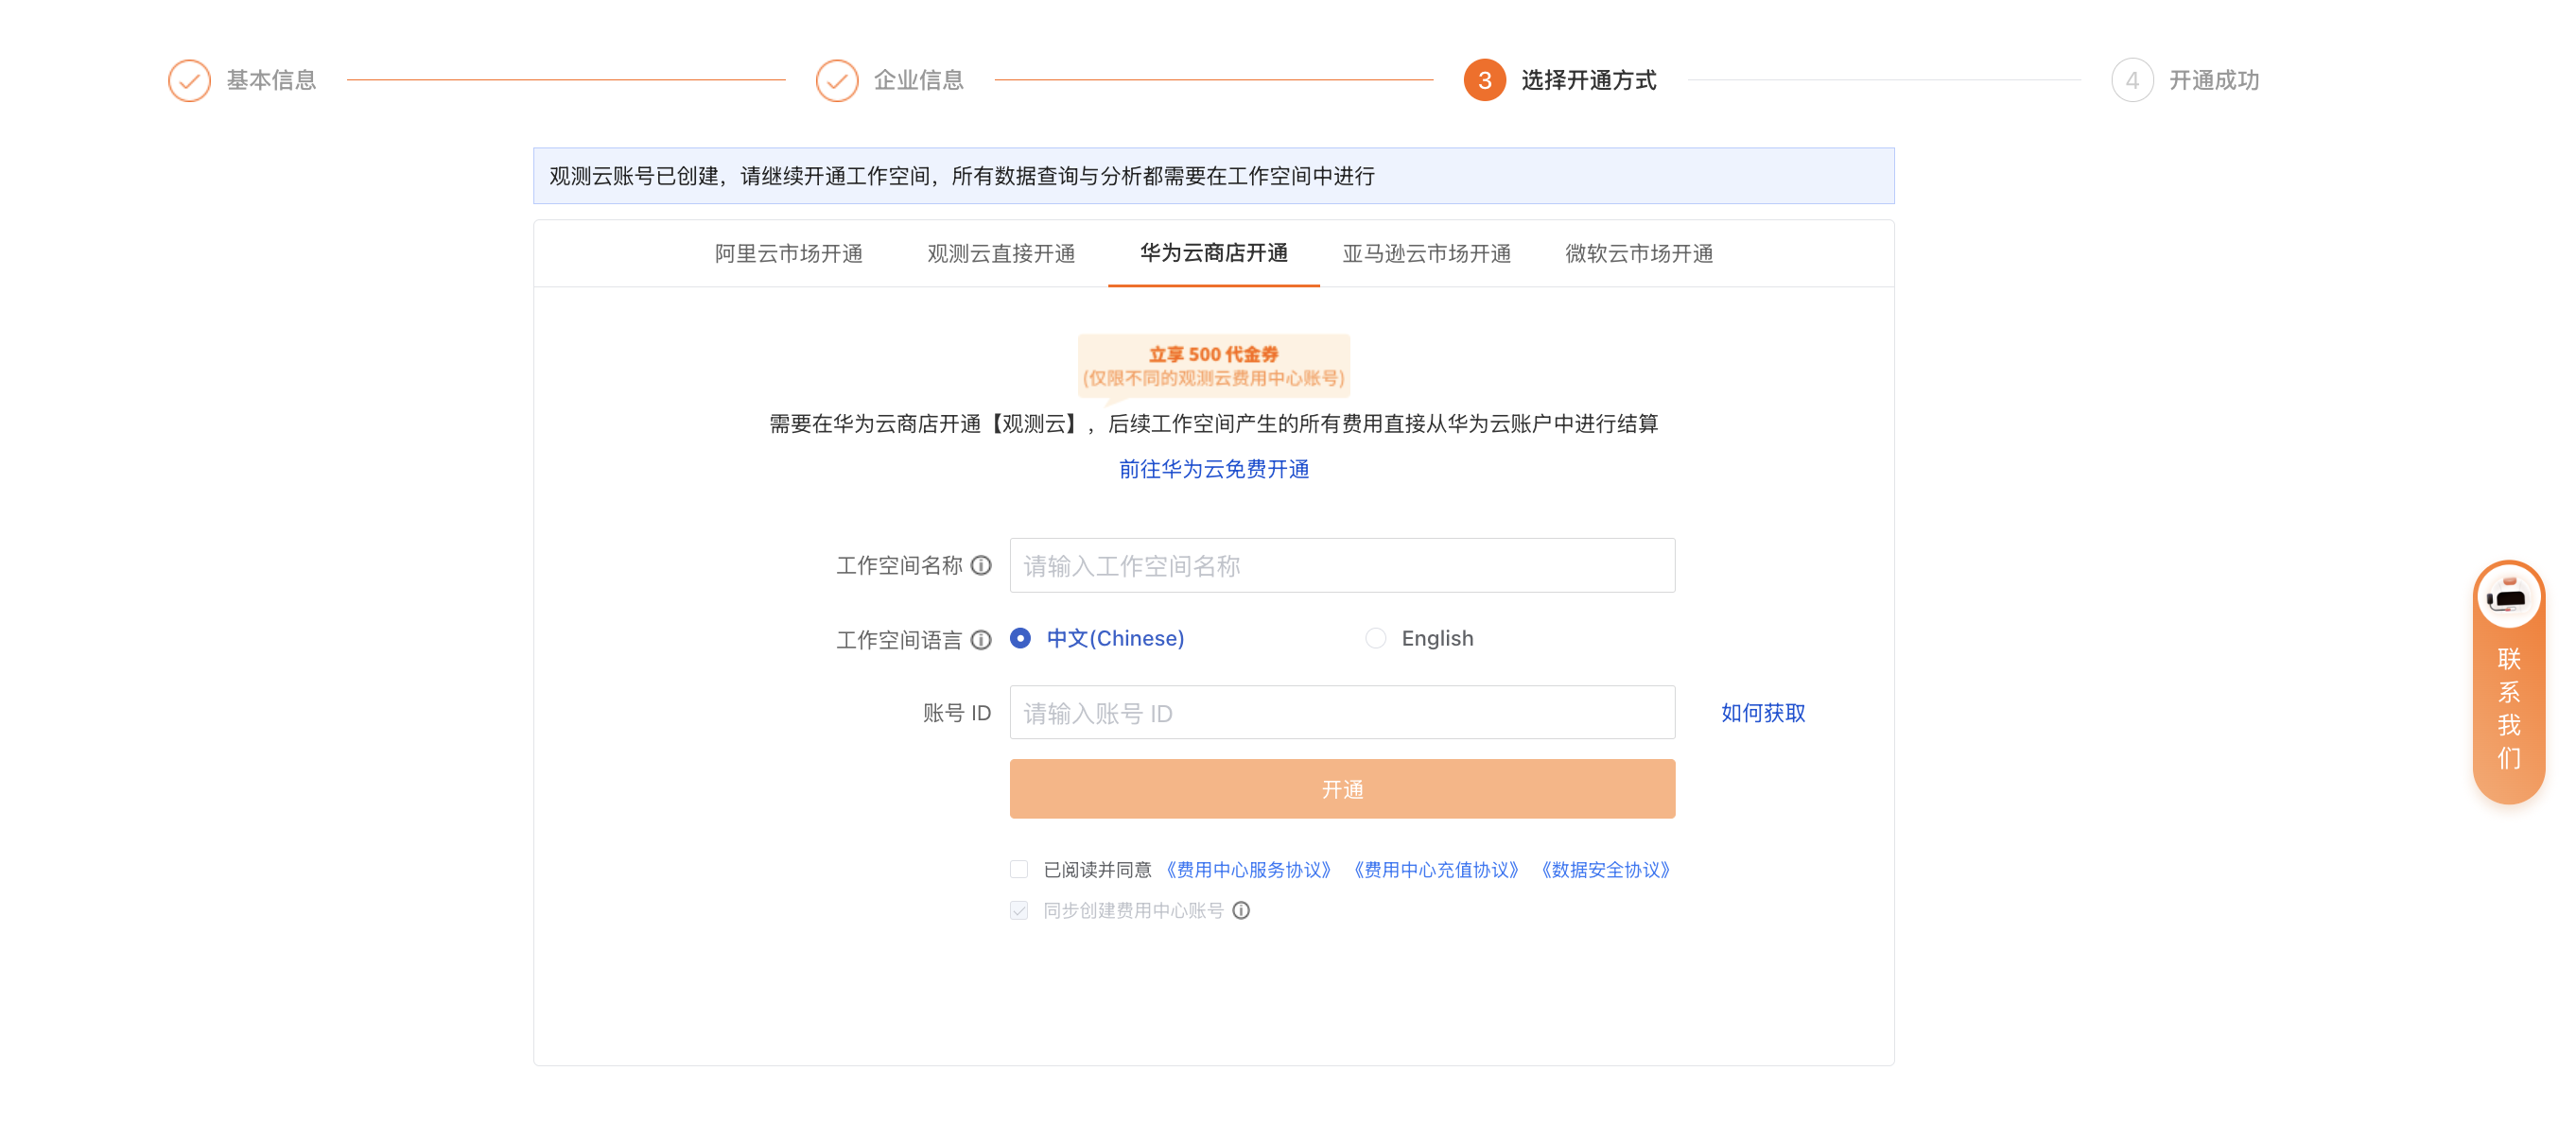 基本信息
企业信息
3 选择开通方式
4 开通成功
观测云账号已创建，请继续开通工作空间，所有数据查询与分析都需要在工作空间中进行
阿里云市场开通 观测云直接开通 华为云商店开通 亚马逊云市场开通 微软云市场开通
立享 500 代金券
(仅限不同的观测云费用中心账号)
需要在华为云商店开通【观测云】，后续工作空间产生的所有费用直接从华为云账户中进行结算
前往华为云免费开通
工作空间名称 请输入工作空间名称
工作空间语言 中文(Chinese) English
账号 ID 请输入账号 ID 如何获取
开通
已阅读并同意 《费用中心服务协议》 《费用中心充值协议》 《数据安全协议》
同步创建费用中心账号
联系我们